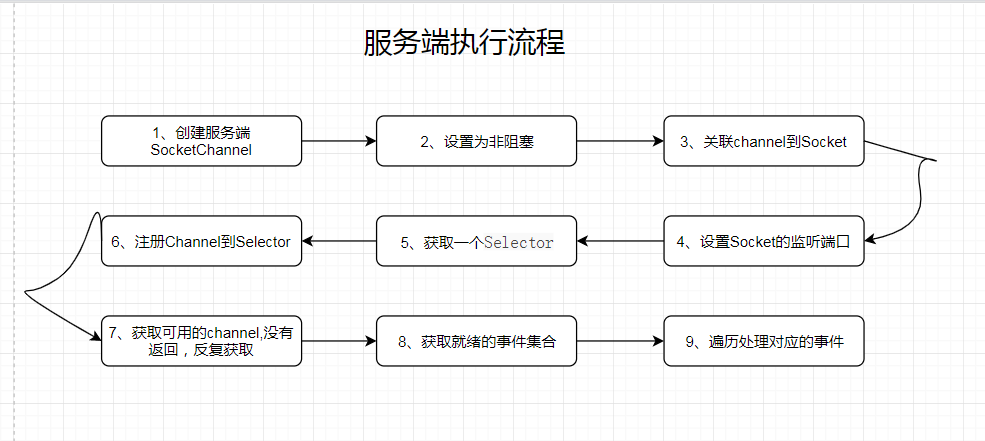 服务端执行流程
1、创建服务端
SocketChannel
2、设置为非阻塞
3、关联channel到Socket
4、设置Socket的监听端口
5、获取一个Selector
6、注册Channel到Selector
7、获取可用的channel,没有
返回，反复获取
8、获取就绪的事件集合
9、遍历处理对应的事件